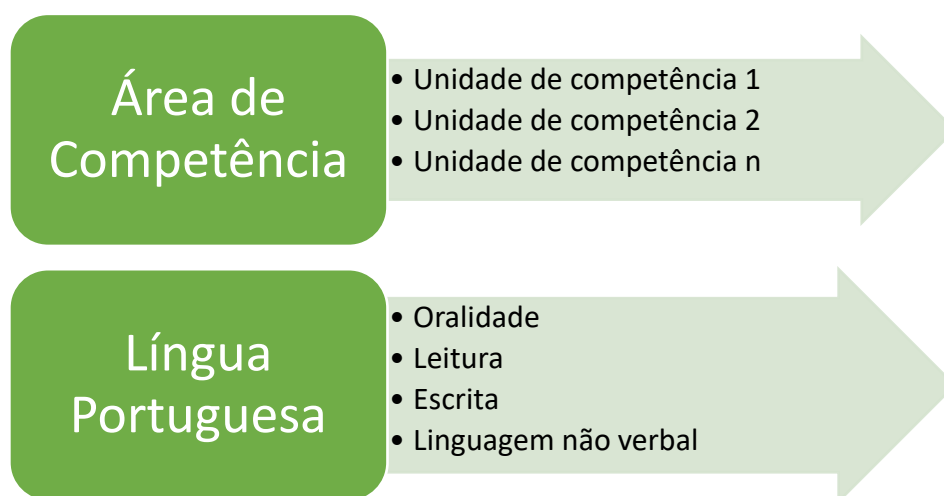 Área de
Competência
• Unidade de competência 1
• Unidade de competência 2
• Unidade de competência n
Língua
Portuguesa
• Oralidade
• Leitura
• Escrita
• Linguagem não verbal